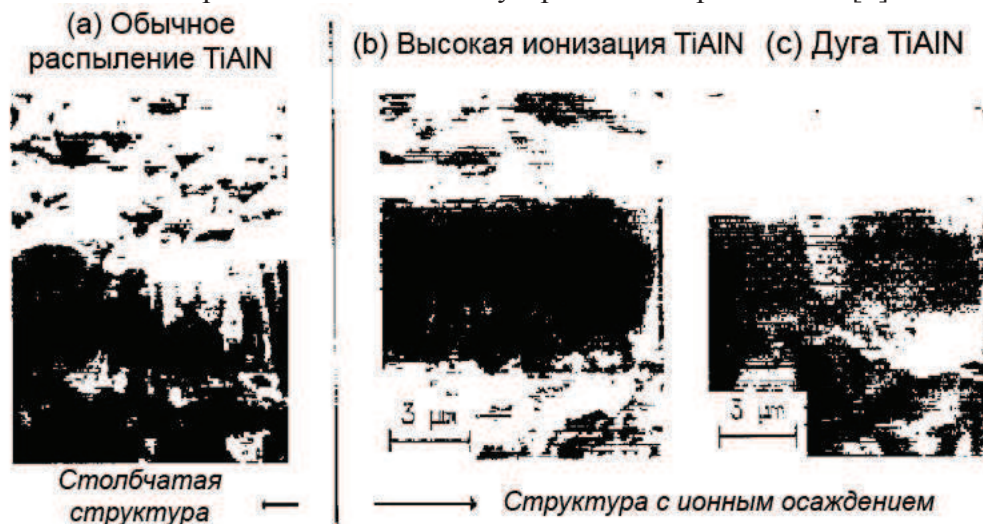 (a) Обычное
распыление TiAlN
(b) Высокая ионизация TiAlN
(c) Дуга TiAlN
3 μm
3 μm
Столбчатая
структура
Структура с ионным осаждением